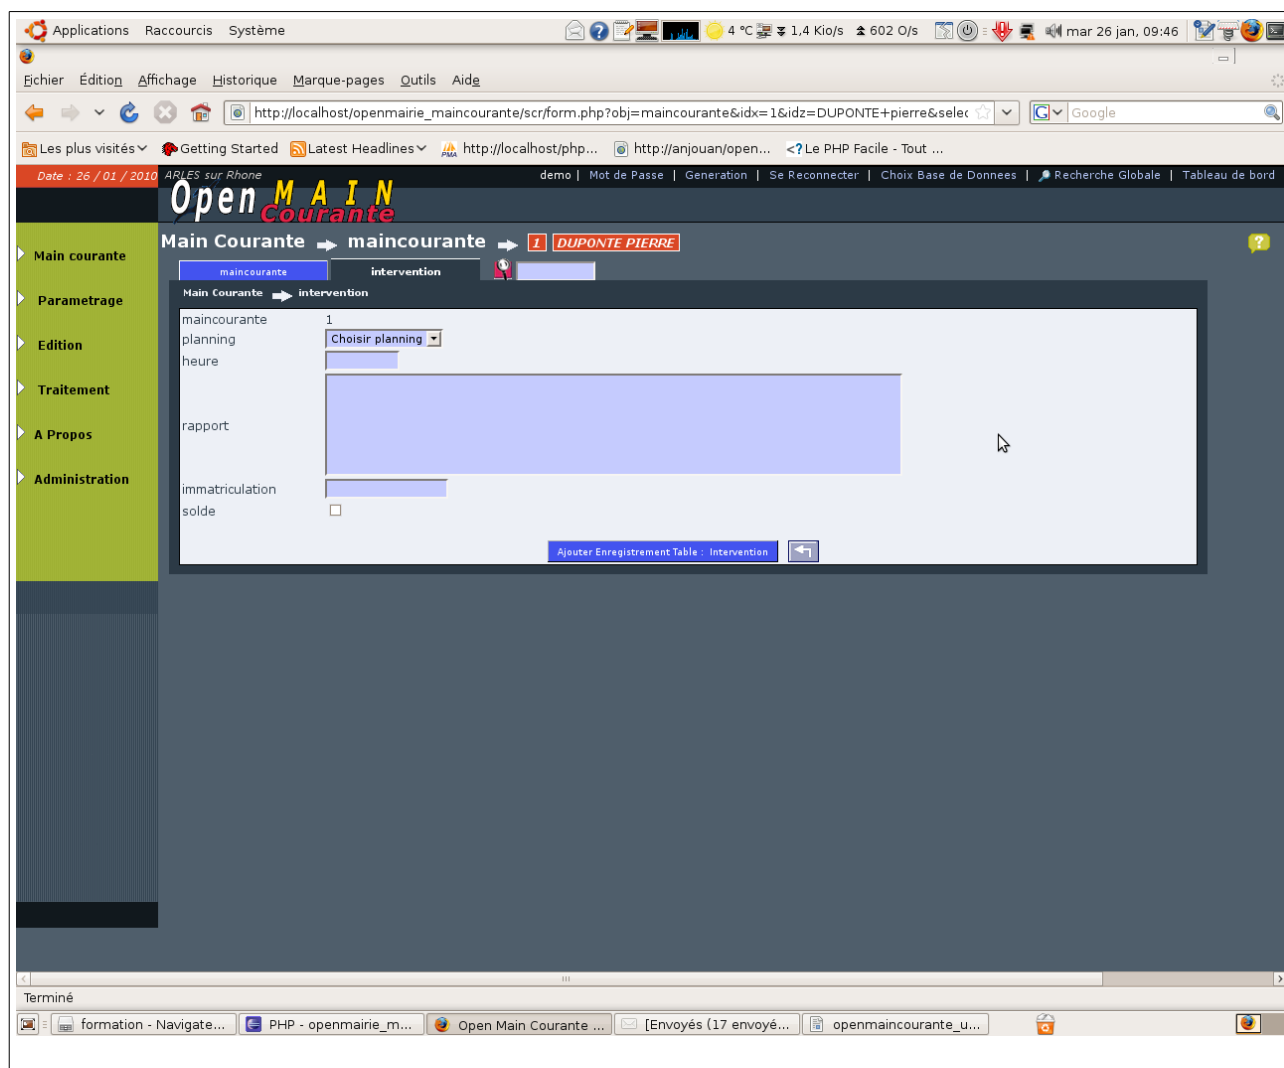 Applications Raccourcis Système 4 °C 1,4 Kio/s 602 O/s mar 26 jan, 09:46
Fichier Édition Affichage Historique Marque-pages Outils Aide
http://localhost/openmairie_maincourante/scr/form.php?obj=maincourante&idx=1&idz=DUPONTE+pierre&selec G Google
Les plus visités Getting Started Latest Headlines PMA http://localhost/php... http://anjouan/open... <? Le PHP Facile - Tout ...
Date : 26 / 01 / 2010 ARLES sur Rhone demo | Mot de Passe | Generation | Se Reconnecter | Choix Base de Donnees | Recherche Globale | Tableau de bord
Open MAIN
Courante
Main Courante maincourante 1 DUPONTE PIERRE ?
Main courante
Parametrage
Edition
Traitement
A Propos
Administration
maincourante intervention
Main Courante intervention
maincourante 1
planning Choisir planning
heure
rapport
immatriculation
solde
Ajouter Enregistrement Table : Intervention
Terminé
formation - Navigate... PHP - openmairie_m... Open Main Courante ... [Envoyés (17 envoyé... openmaincourante_u...